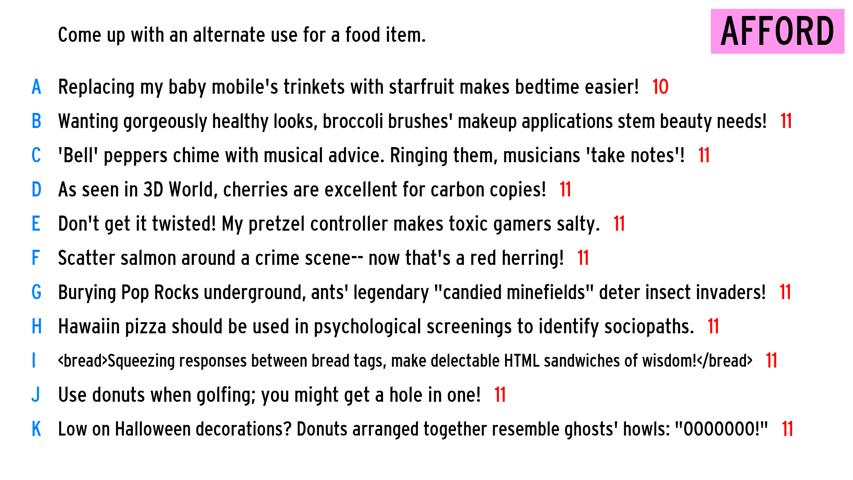 Come up with an alternate use for a food item.
AFFORD
A Replacing my baby mobile's trinkets with starfruit makes bedtime easier! 10
B Wanting gorgeously healthy looks, broccoli brushes' makeup applications stem beauty needs! 11
C 'Bell' peppers chime with musical advice. Ringing them, musicians 'take notes'! 11
D As seen in 3D World, cherries are excellent for carbon copies! 11
E Don't get it twisted! My pretzel controller makes toxic gamers salty. 11
F Scatter salmon around a crime scene-- now that's a red herring! 11
G Burying Pop Rocks underground, ants' legendary "candied minefields" deter insect invaders! 11
H Hawaiin pizza should be used in psychological screenings to identify sociopaths. 11
I <bread>Squeezing responses between bread tags, make delectable HTML sandwiches of wisdom!</bread> 11
J Use donuts when golfing; you might get a hole in one! 11
K Low on Halloween decorations? Donuts arranged together resemble ghosts' howls: "OOOOOOO!" 11